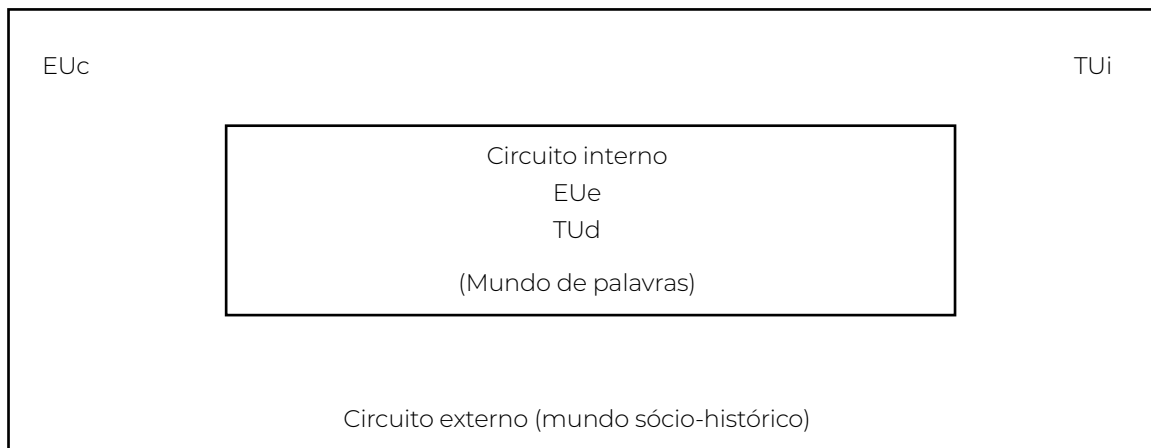 EUc
TUi
Circuito interno
EUe
TUd
(Mundo de palavras)
Circuito externo (mundo sócio-histórico)